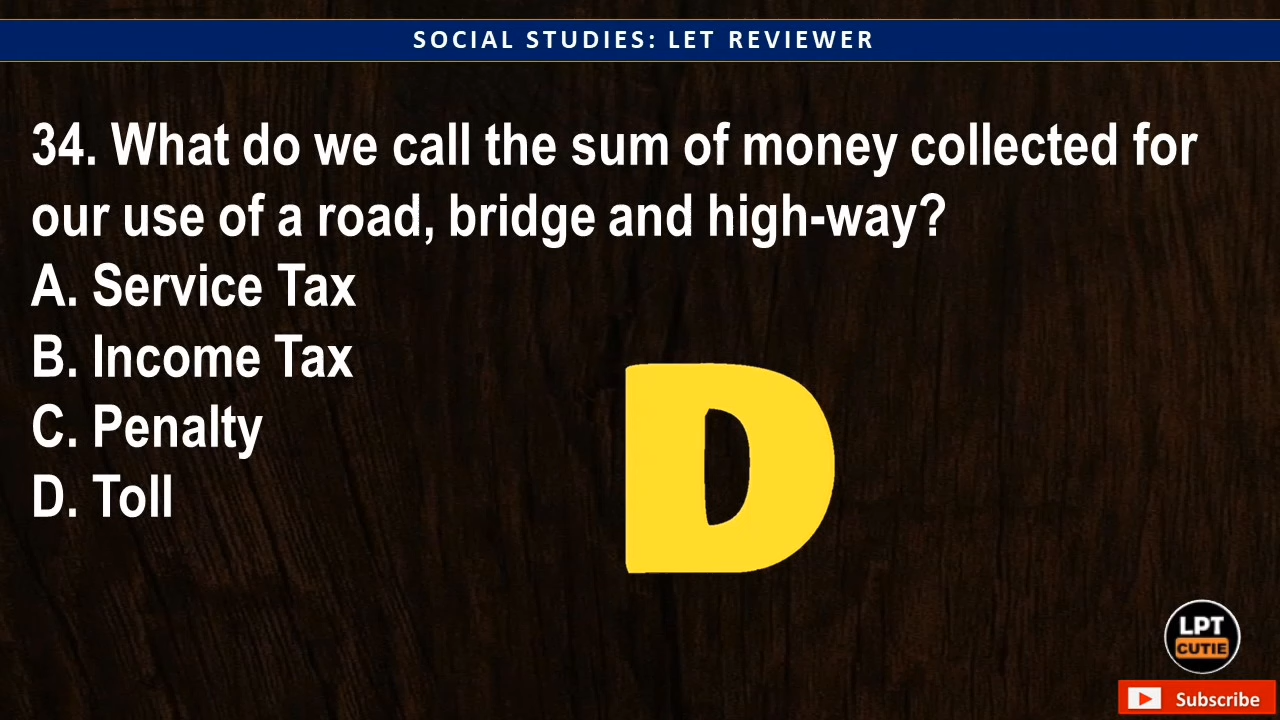 SOCIAL STUDIES: LET REVIEWER
34. What do we call the sum of money collected for
our use of a road, bridge and high-way?
A. Service Tax
B. Income Tax
C. Penalty
D. Toll
D
LPT
CUTIE
Subscribe